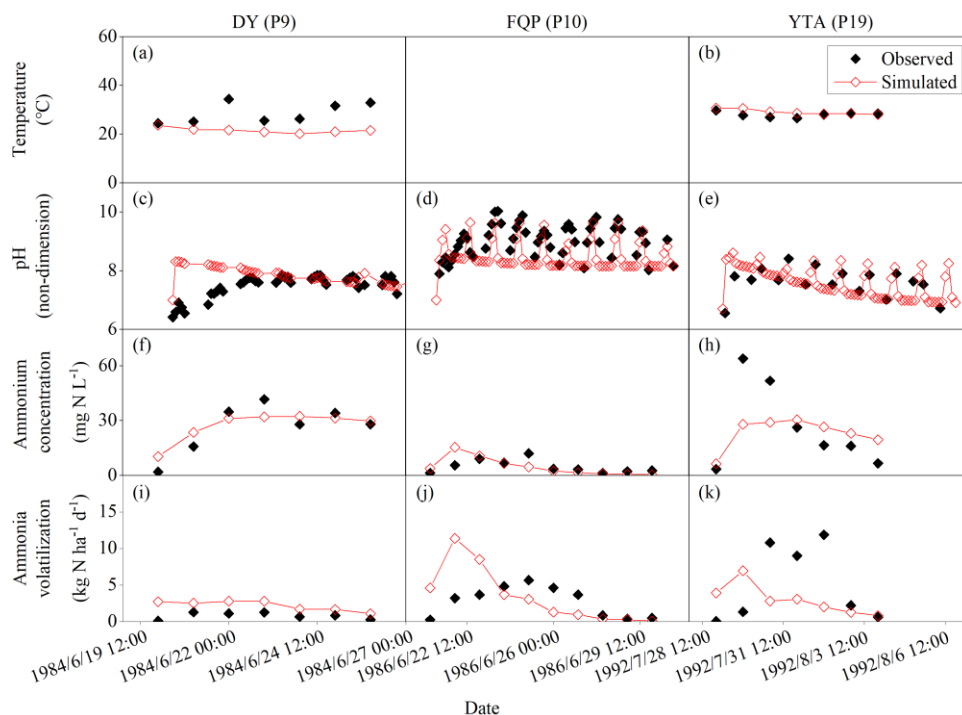 DY (P9) FQP (P10) YTA (P19)
60 (a) (b) Observed
Simulated
40
20
0
Temperature
(℃)
(c) (d) (e)
10
8
6
pH
(non-dimension)
(f) (g) (h)
60
30
0
Ammonium
concentration
(mg N L⁻¹)
(i) (j) (k)
15
10
5
0
Ammonia
volatilization
(kg N ha⁻¹ d⁻¹)
1984/6/19 12:00
1984/6/22 00:00
1984/6/24 12:00
1984/6/27 00:00
1986/6/22 12:00
1986/6/26 00:00
1986/6/29 12:00
1992/7/28 12:00
1992/7/31 12:00
1992/8/3 12:00
1992/8/6 12:00
Date